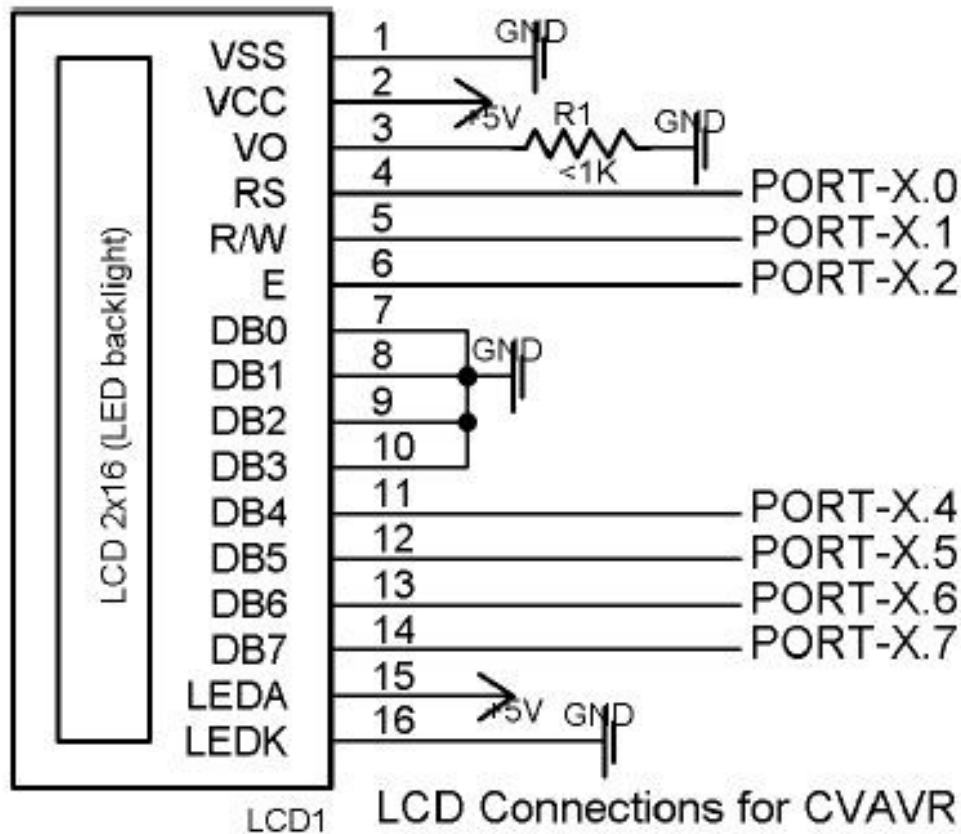 VSS 1 GND
VCC 2 +5V
VO 3 R1 <1K GND
RS 4 PORT-X.0
R/W 5 PORT-X.1
E 6 PORT-X.2
DB0 7
DB1 8 GND
DB2 9
DB3 10
DB4 11 PORT-X.4
DB5 12 PORT-X.5
DB6 13 PORT-X.6
DB7 14 PORT-X.7
LEDA 15 +5V
LEDK 16 GND
LCD 2x16 (LED backlight)
LCD1
LCD Connections for CVAVR